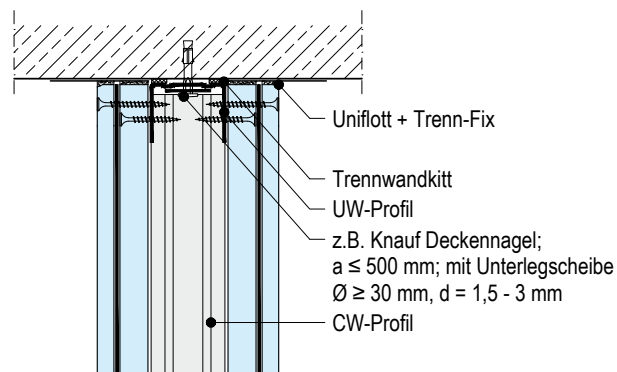 Uniflott + Trenn-Fix
Trennwandkitt
UW-Profil
z.B. Knauf Deckennagel;
a ≤ 500 mm; mit Unterlegscheibe
Ø ≥ 30 mm, d = 1,5 - 3 mm
CW-Profil